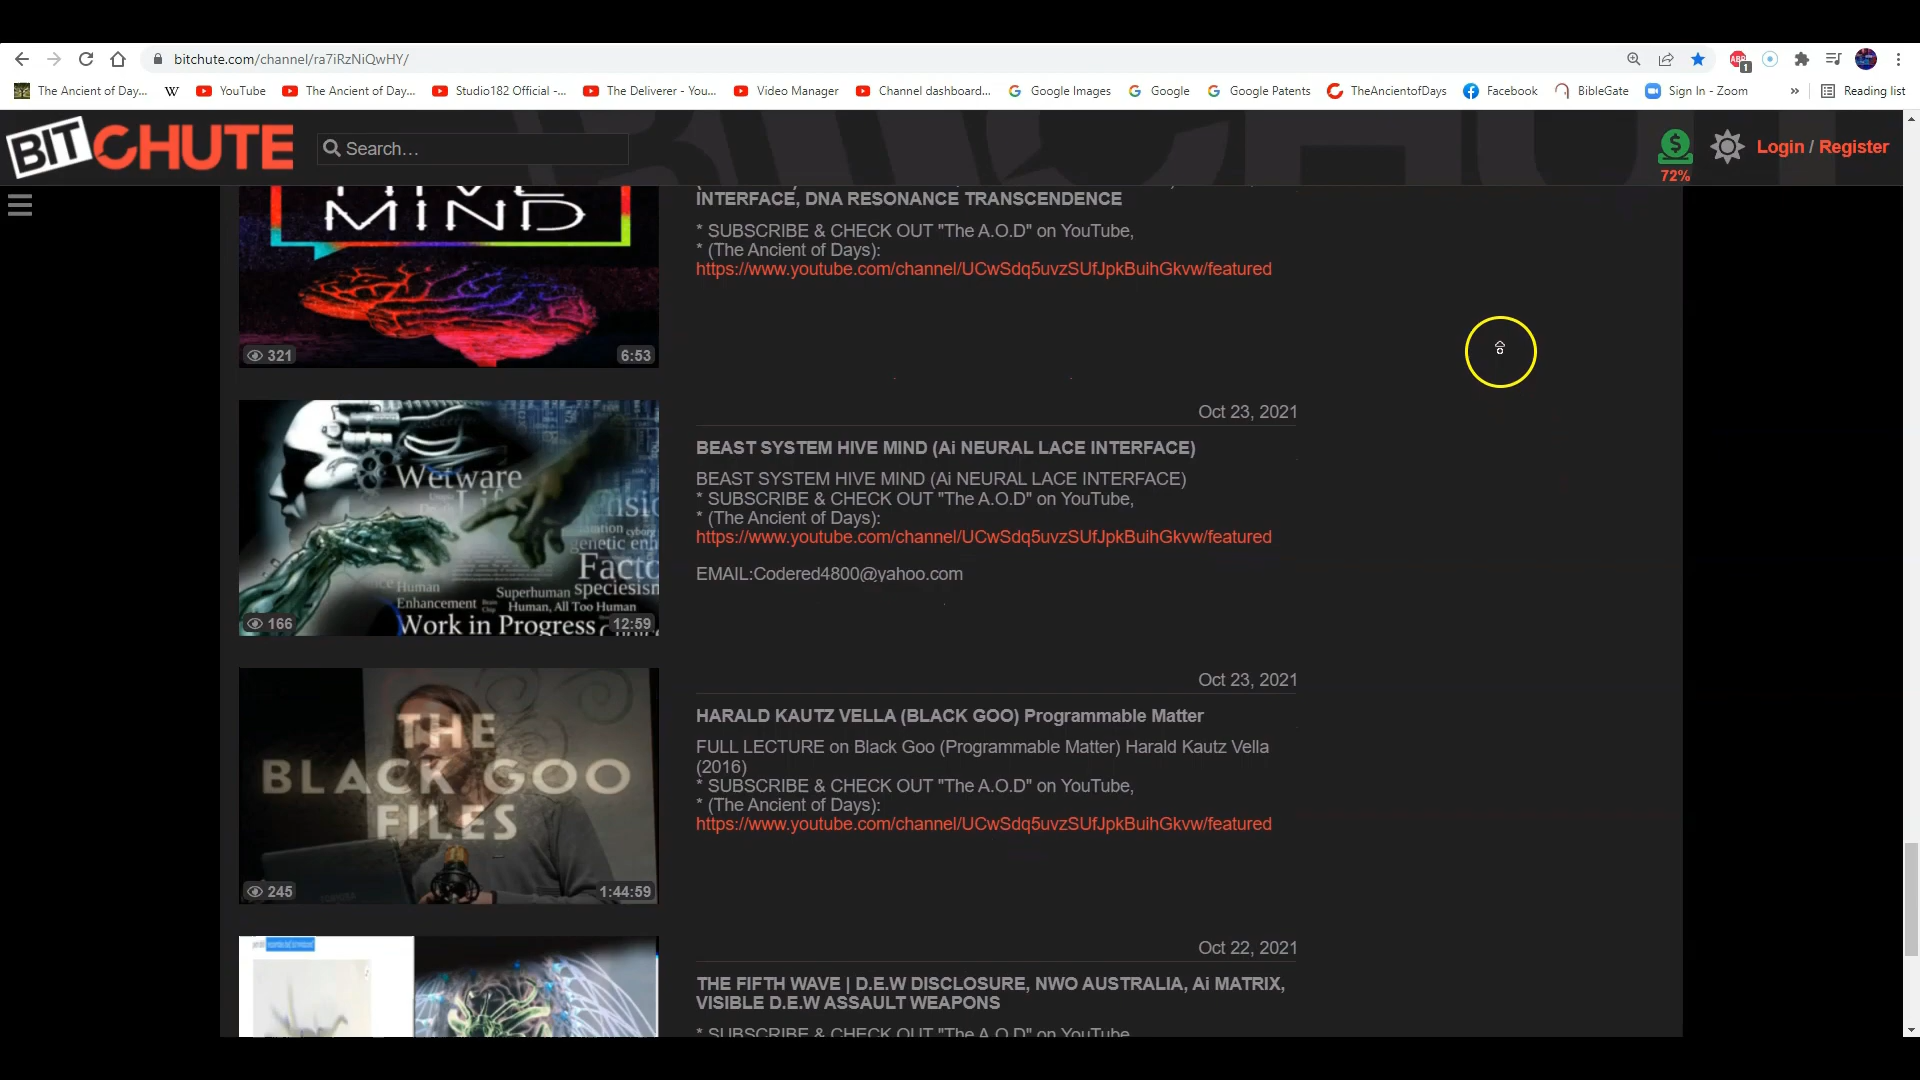 bitchute.com/channel/ra7iRzNiQwHY/
1
The Ancient of Day...
W
YouTube
The Ancient of Day...
Studio182 Official -...
The Deliverer - You...
Video Manager
Channel dashboard...
Google Images
Google
Google Patents
TheAncientofDays
Facebook
BibleGate
Sign In - Zoom
»
Reading list
BITCHUTE
Search...
72%
Login / Register
MIND
321
6:53
INTERFACE, DNA RESONANCE TRANSCENDENCE
* SUBSCRIBE & CHECK OUT "The A.O.D" on YouTube,
* (The Ancient of Days):
https://www.youtube.com/channel/UCwSdq5uvzSUfJpkBuihGkvw/featured
Oct 23, 2021
Wetware
genetic
Facto
Human
Superhuman speciesism
Enhancement
Human, All Too Human
Work in Progress
166
12:59
BEAST SYSTEM HIVE MIND (Ai NEURAL LACE INTERFACE)
BEAST SYSTEM HIVE MIND (Ai NEURAL LACE INTERFACE)
* SUBSCRIBE & CHECK OUT "The A.O.D" on YouTube,
* (The Ancient of Days):
https://www.youtube.com/channel/UCwSdq5uvzSUfJpkBuihGkvw/featured
EMAIL:Codered4800@yahoo.com
Oct 23, 2021
THE
BLACK GOO
FILES
245
1:44:59
HARALD KAUTZ VELLA (BLACK GOO) Programmable Matter
FULL LECTURE on Black Goo (Programmable Matter) Harald Kautz Vella
(2016)
* SUBSCRIBE & CHECK OUT "The A.O.D" on YouTube,
* (The Ancient of Days):
https://www.youtube.com/channel/UCwSdq5uvzSUfJpkBuihGkvw/featured
Oct 22, 2021
THE FIFTH WAVE | D.E.W DISCLOSURE, NWO AUSTRALIA, Ai MATRIX,
VISIBLE D.E.W ASSAULT WEAPONS
* SUBSCRIBE & CHECK OUT "The A.O.D" on YouTube,